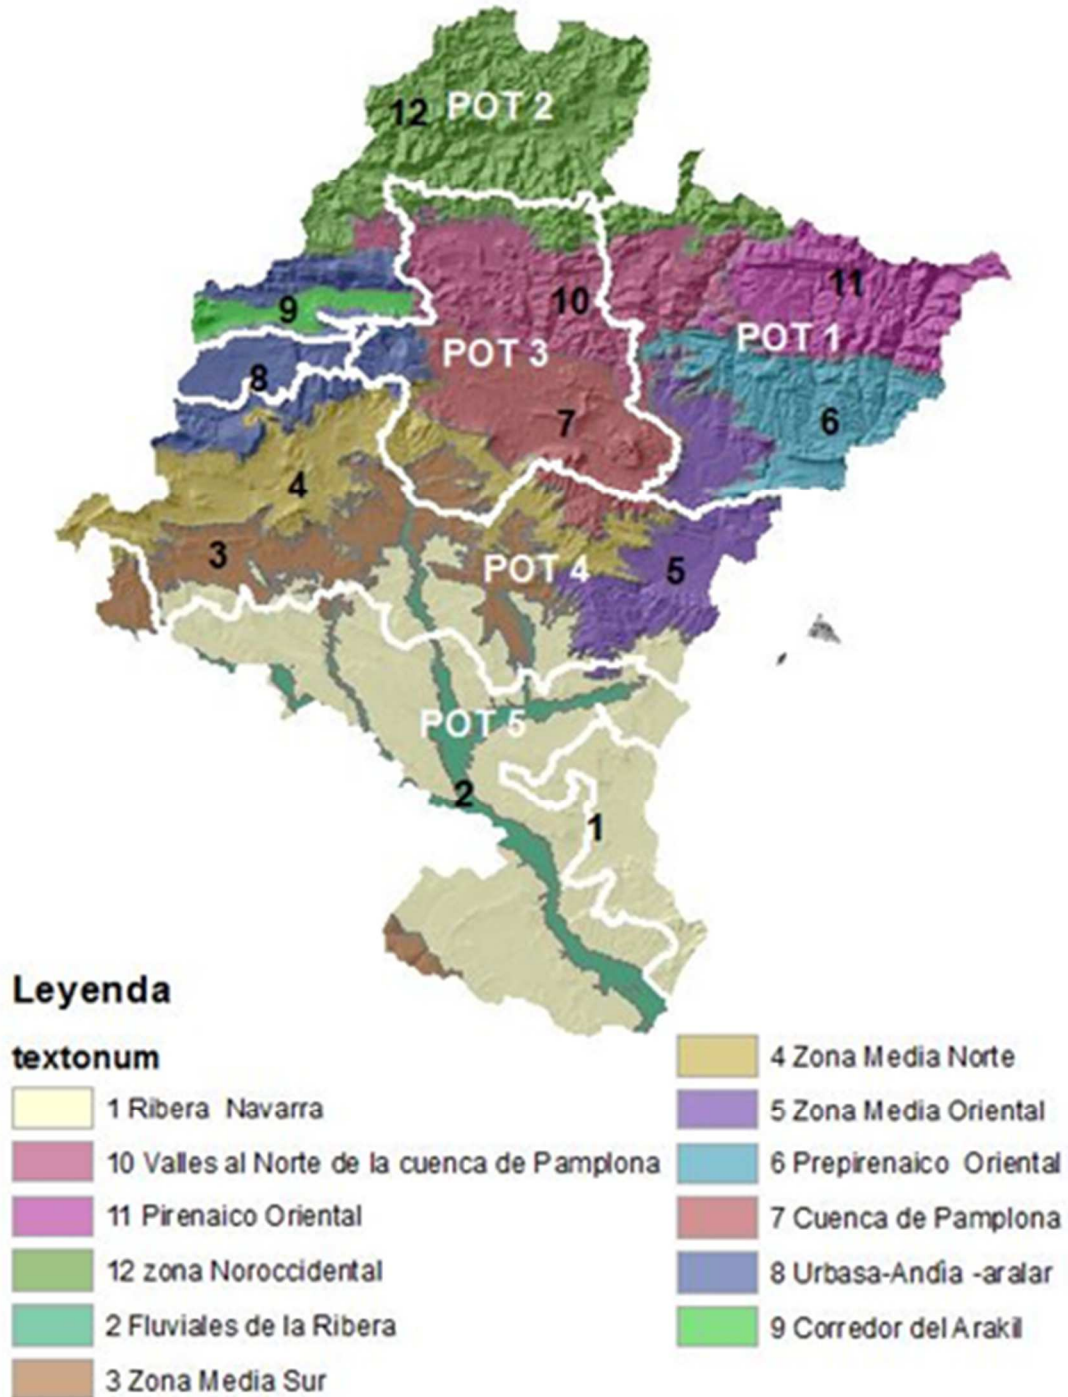 12 POT 2
11
10
9
POT 1
POT 3
8
7
6
4
3
POT 4
5
POT 5
2
1
Leyenda
textonum
1 Ribera Navarra
10 Valles al Norte de la cuenca de Pamplona
11 Pirenaico Oriental
12 zona Noroccidental
2 Fluviales de la Ribera
3 Zona Media Sur
4 Zona Media Norte
5 Zona Media Oriental
6 Prepirenaico Oriental
7 Cuenca de Pamplona
8 Urbasa-Andìa -aralar
9 Corredor del Arakil